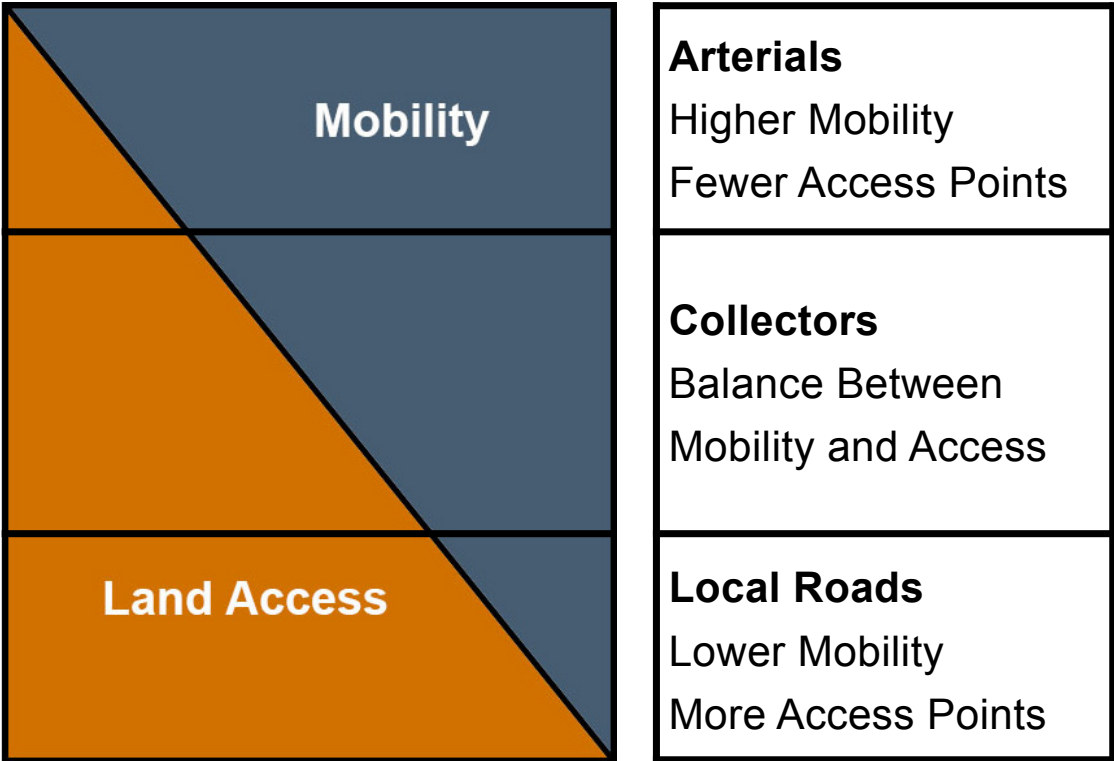 Mobility
Land Access
Arterials
Higher Mobility
Fewer Access Points
Collectors
Balance Between
Mobility and Access
Local Roads
Lower Mobility
More Access Points